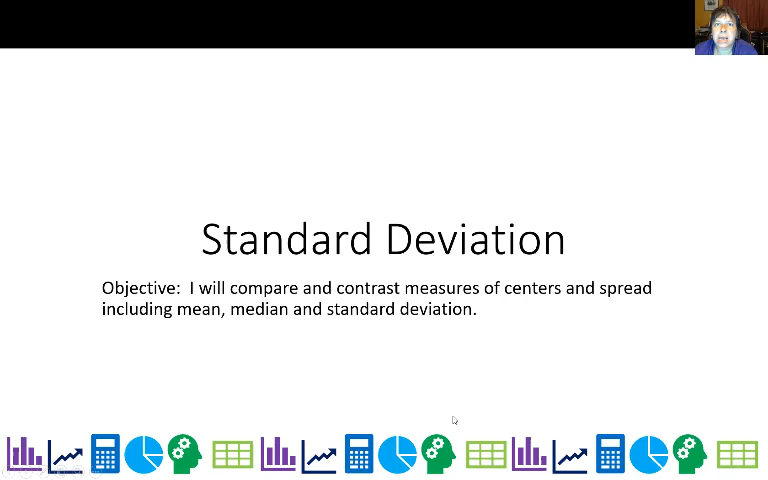 Standard Deviation
Objective:  I will compare and contrast measures of centers and spread
including mean, median and standard deviation.